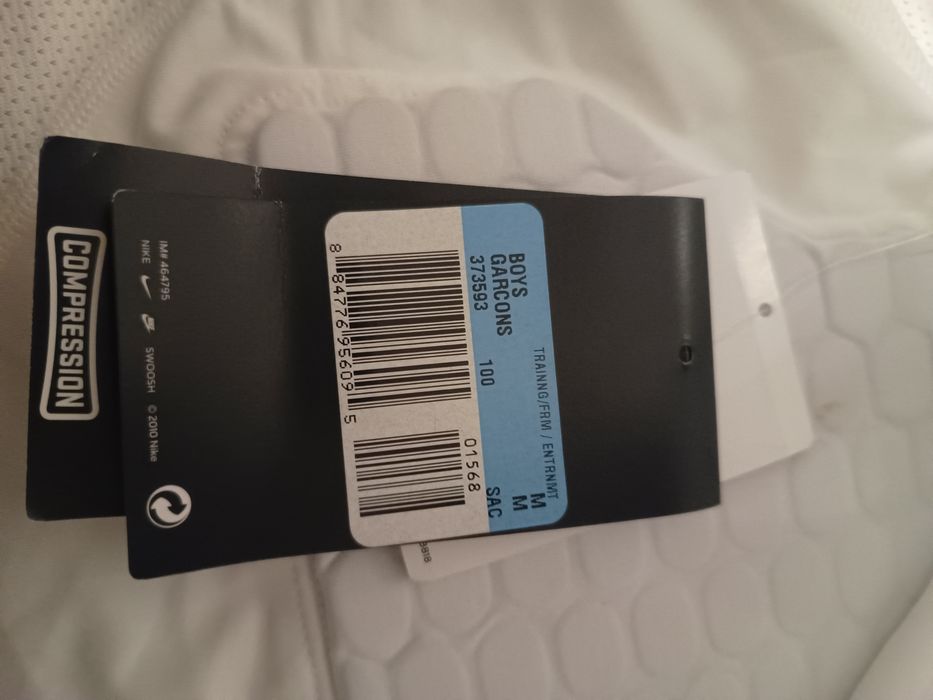 COMPRESSION
IM# 464795
NIKE SWOOSH © 2010 Nike
TRAINNG/FRM / ENTRNMT
BOYS M
GARCONS M
373593 100 SAC
8 84776 95609 5
01568